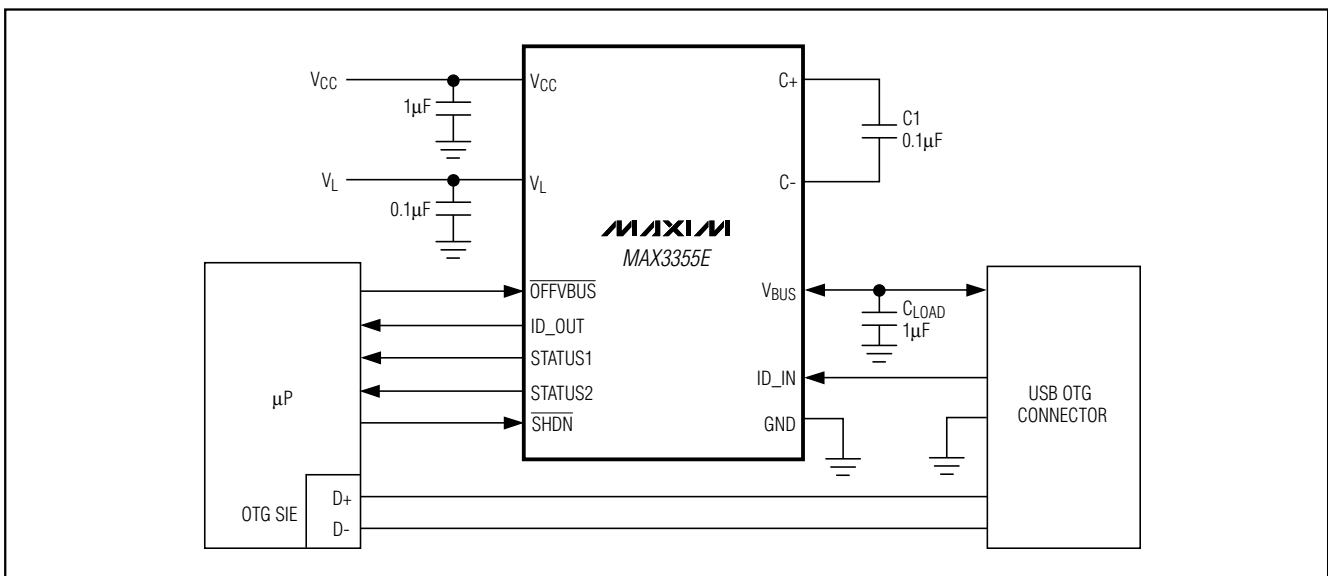 VCC
1µF
VCC
C+
C1
0.1µF
C-
VL
0.1µF
VL
MAXIM
MAX3355E
OFFVBUS
ID_OUT
STATUS1
STATUS2
SHDN
VBUS
CLOAD
1µF
ID_IN
GND
µP
OTG SIE
D+
D-
USB OTG
CONNECTOR